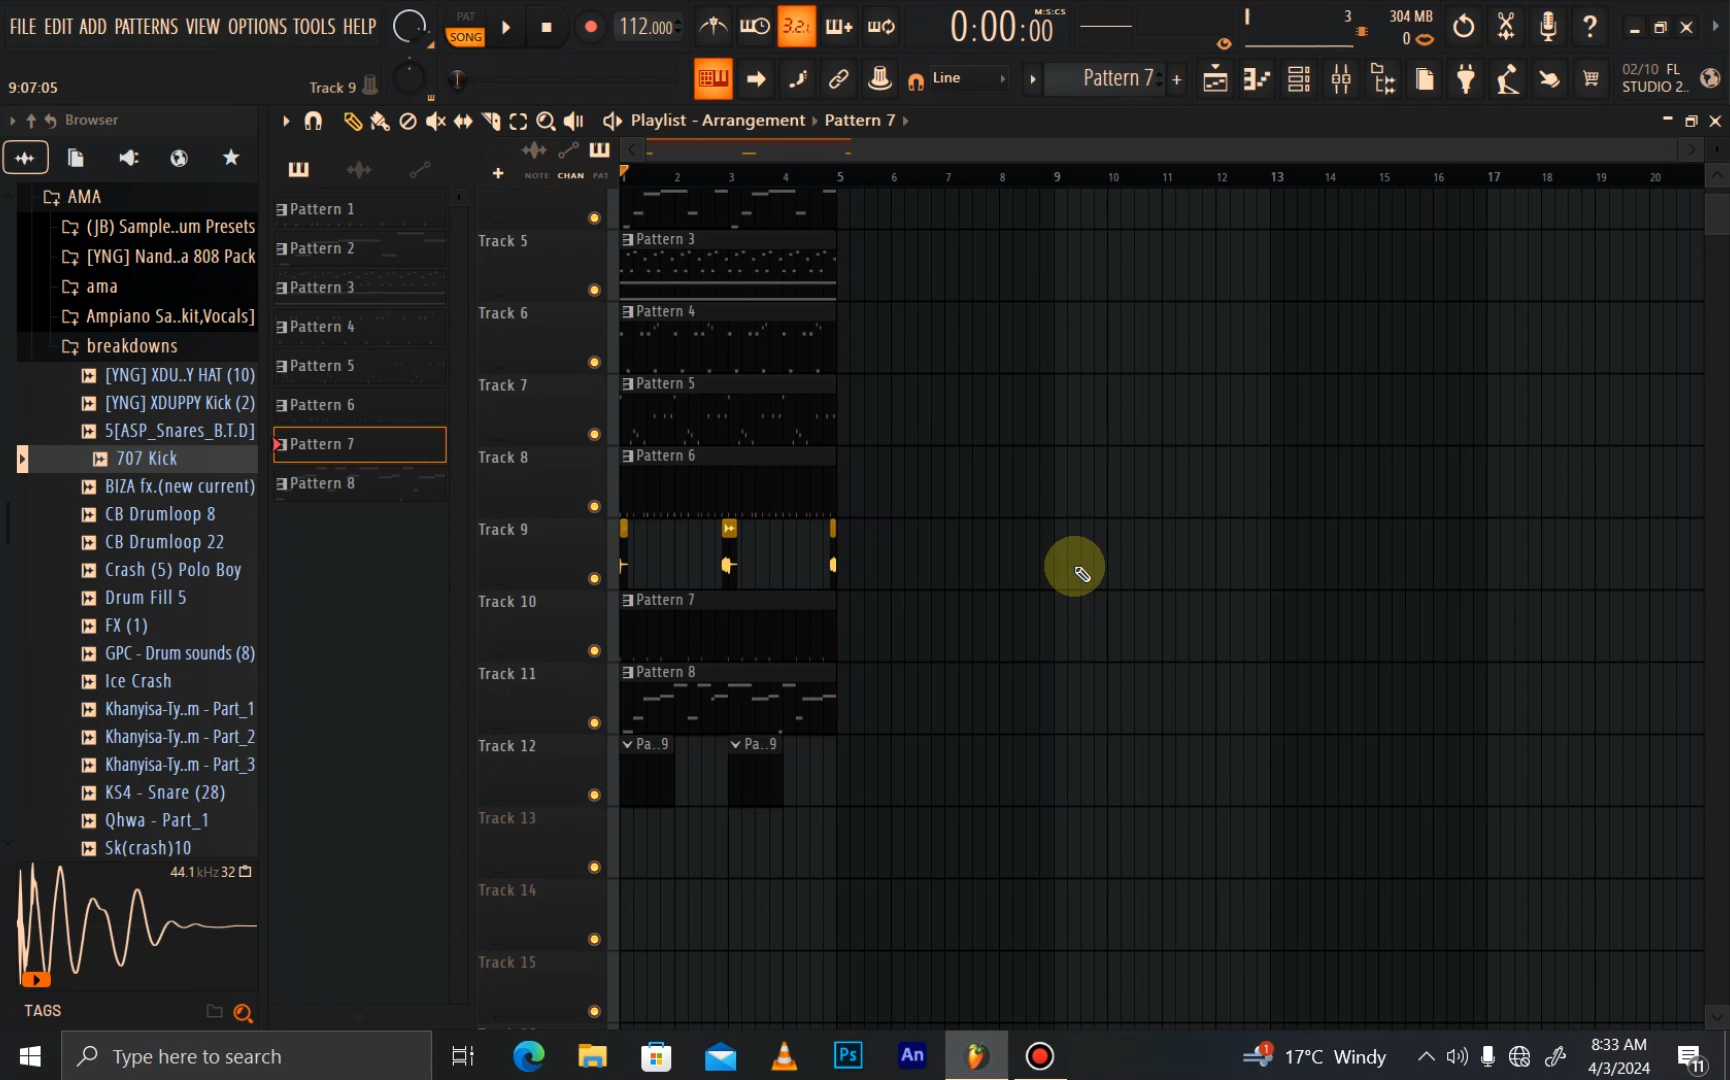 FILE EDIT ADD PATTERNS VIEW OPTIONS TOOLS HELP
PAT
SONG
112.000
3.2.
0:00:00
M:S:CS
3
304 MB
0
9:07:05
Track 9
Line
Pattern 7
02/10 FL
STUDIO 2..
Browser
Playlist - Arrangement
Pattern 7
NOTE CHAN PAT
1 2 3 4 5 6 7 8 9 10 11 12 13 14 15 16 17 18 19 20
AMA
(JB) Sample..um Presets
[YNG] Nand..a 808 Pack
ama
Ampiano Sa..kit,Vocals]
breakdowns
[YNG] XDU..Y HAT (10)
[YNG] XDUPPY Kick (2)
5[ASP_Snares_B.T.D]
707 Kick
BIZA fx.(new current)
CB Drumloop 8
CB Drumloop 22
Crash (5) Polo Boy
Drum Fill 5
FX (1)
GPC - Drum sounds (8)
Ice Crash
Khanyisa-Ty..m - Part_1
Khanyisa-Ty..m - Part_2
Khanyisa-Ty..m - Part_3
KS4 - Snare (28)
Qhwa - Part_1
Sk(crash)10
44.1kHz 32
TAGS
Pattern 1
Pattern 2
Pattern 3
Pattern 4
Pattern 5
Pattern 6
Pattern 7
Pattern 8
Track 5
Pattern 3
Track 6
Pattern 4
Track 7
Pattern 5
Track 8
Pattern 6
Track 9
Track 10
Pattern 7
Track 11
Pattern 8
Track 12
Pa..9
Pa..9
Track 13
Track 14
Track 15
Type here to search
Ps
An
1
17°C Windy
8:33 AM
4/3/2024
11